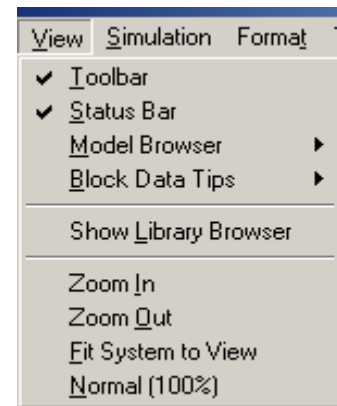 View Simulation Format
Toolbar
Status Bar
Model Browser
Block Data Tips
Show Library Browser
Zoom In
Zoom Out
Fit System to View
Normal (100%)